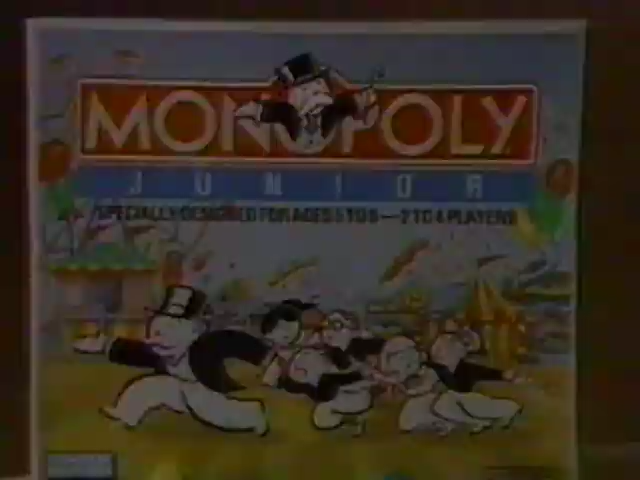 MONOPOLY
JUNIOR
SPECIALLY DESIGNED FOR AGES 5 TO 8 — 2 TO 4 PLAYERS